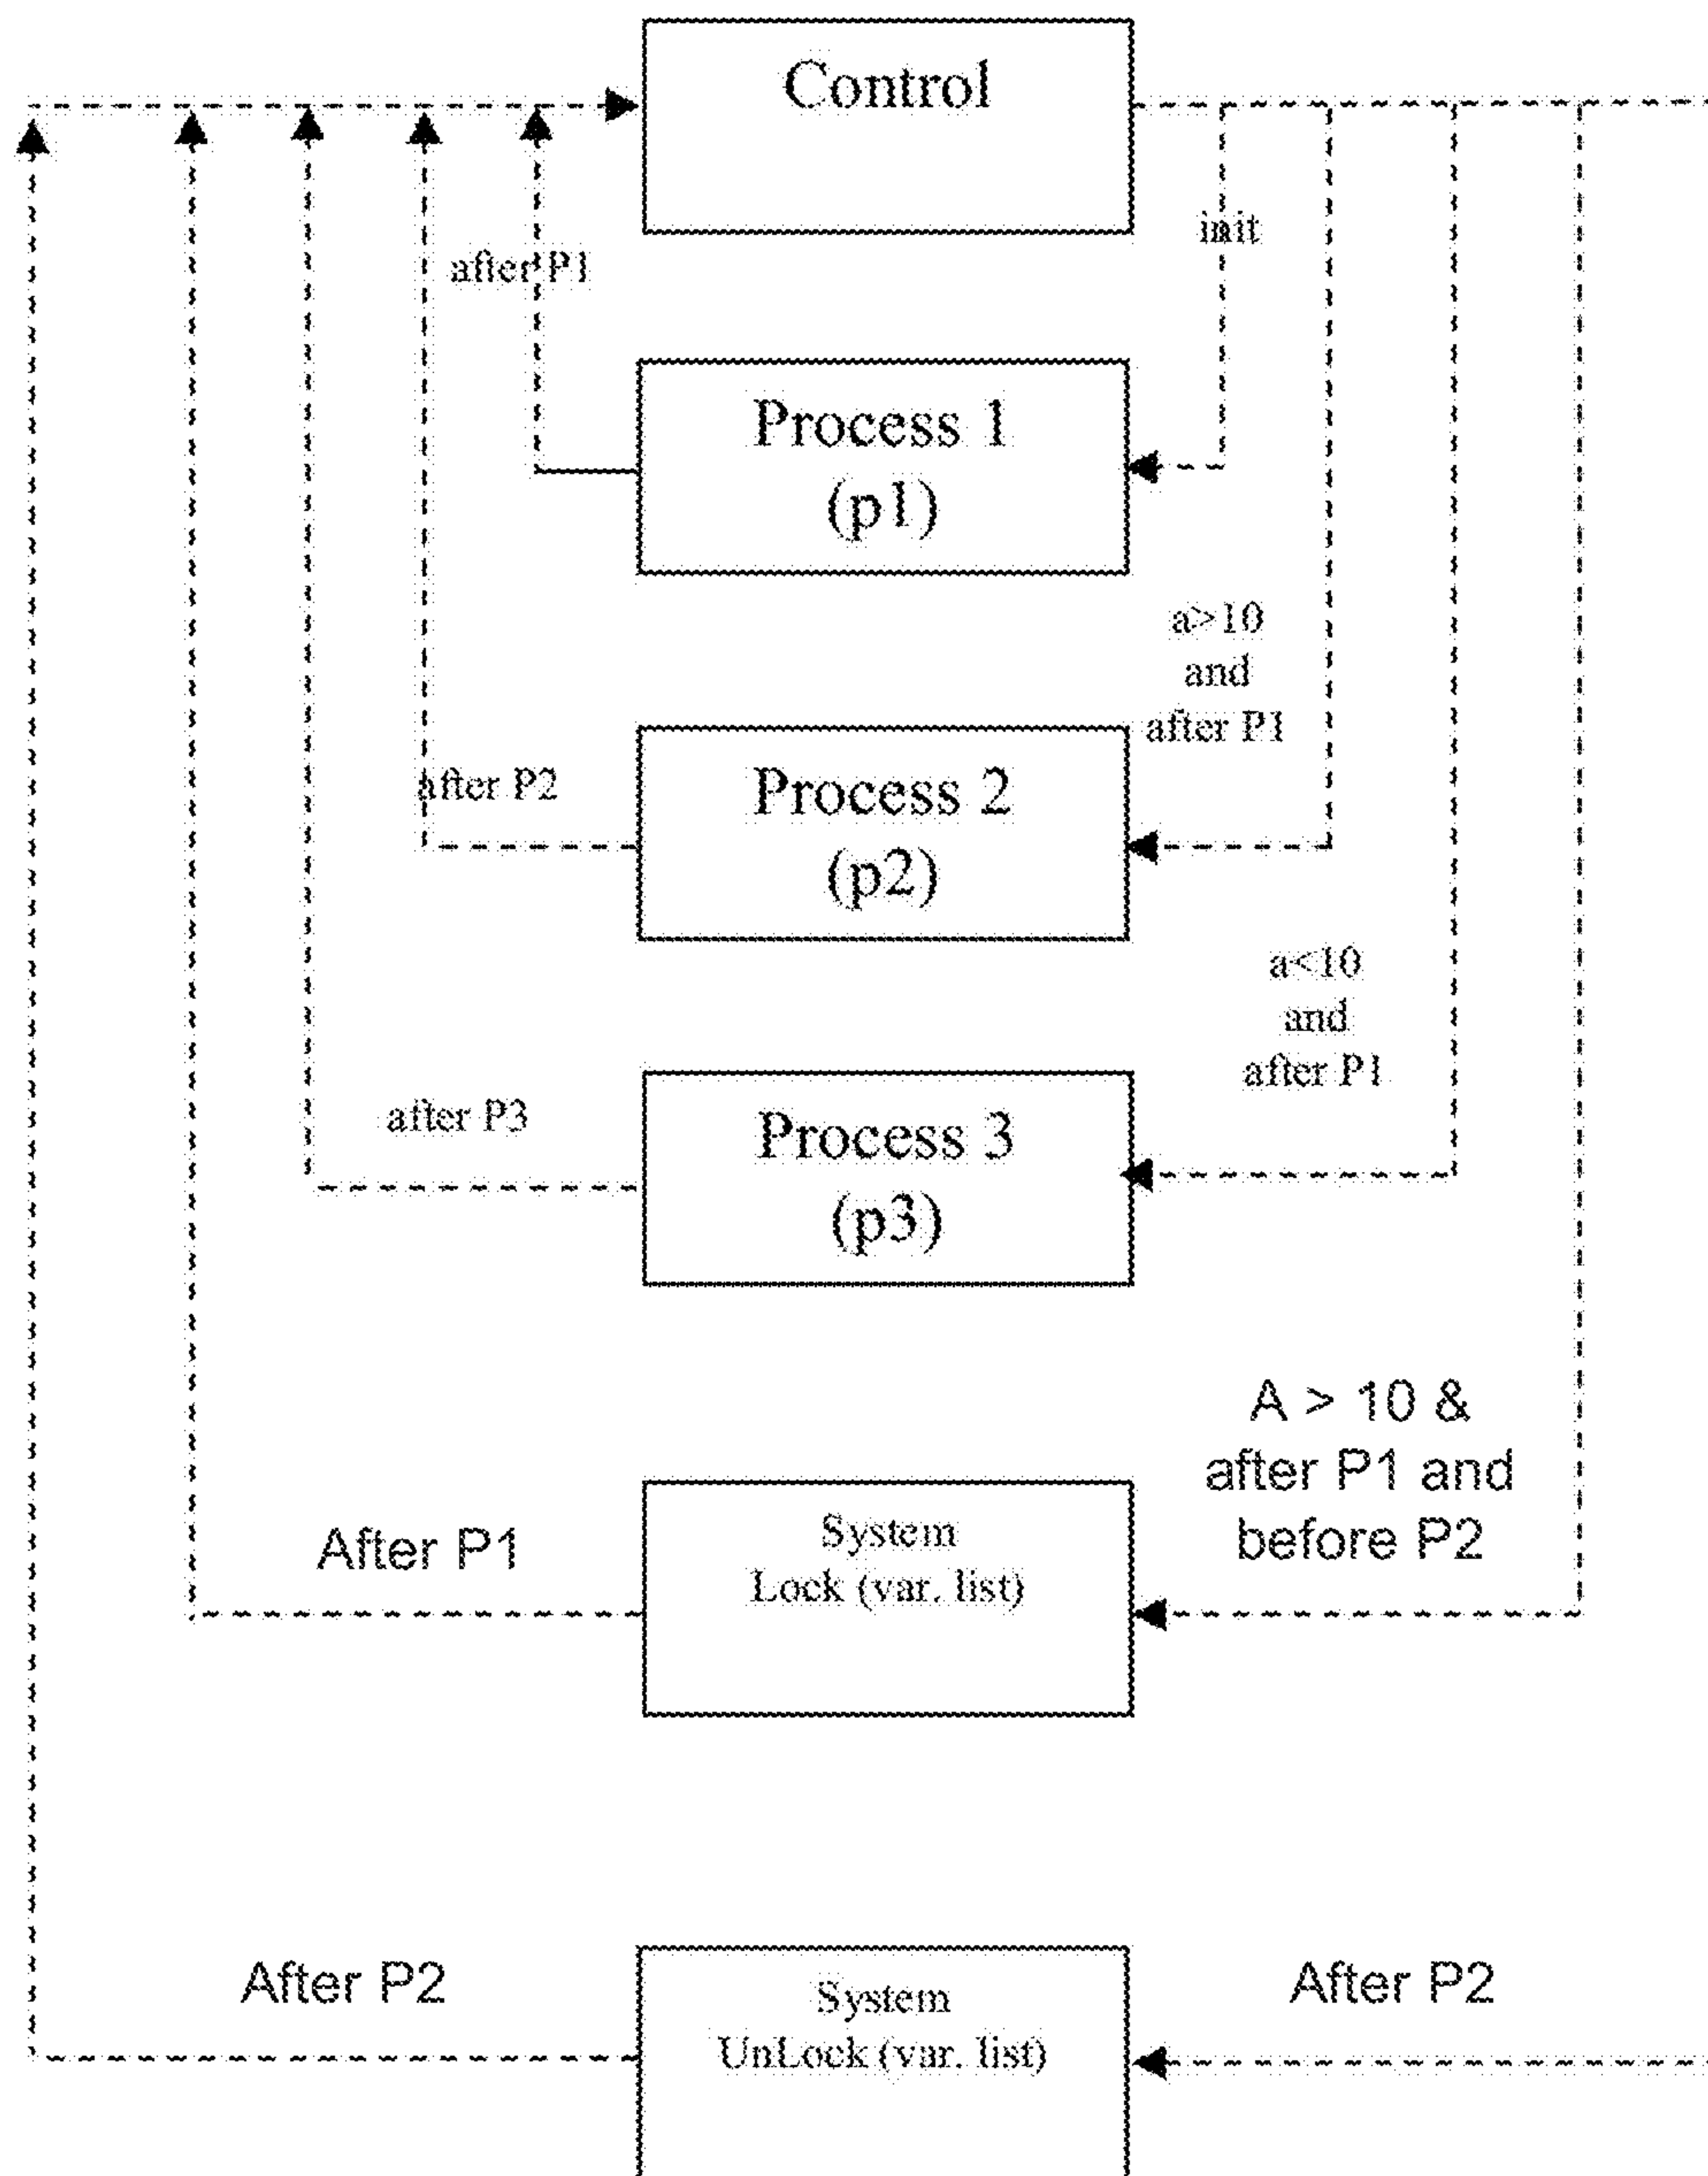 Control
init
after P1
Process 1
(p1)
a>10
and
after P1
after P2
Process 2
(p2)
a<10
and
after P1
after P3
Process 3
(p3)
A > 10 &
after P1 and
before P2
After P1
System
Lock (var. list)
After P2
System
UnLock (var. list)
After P2